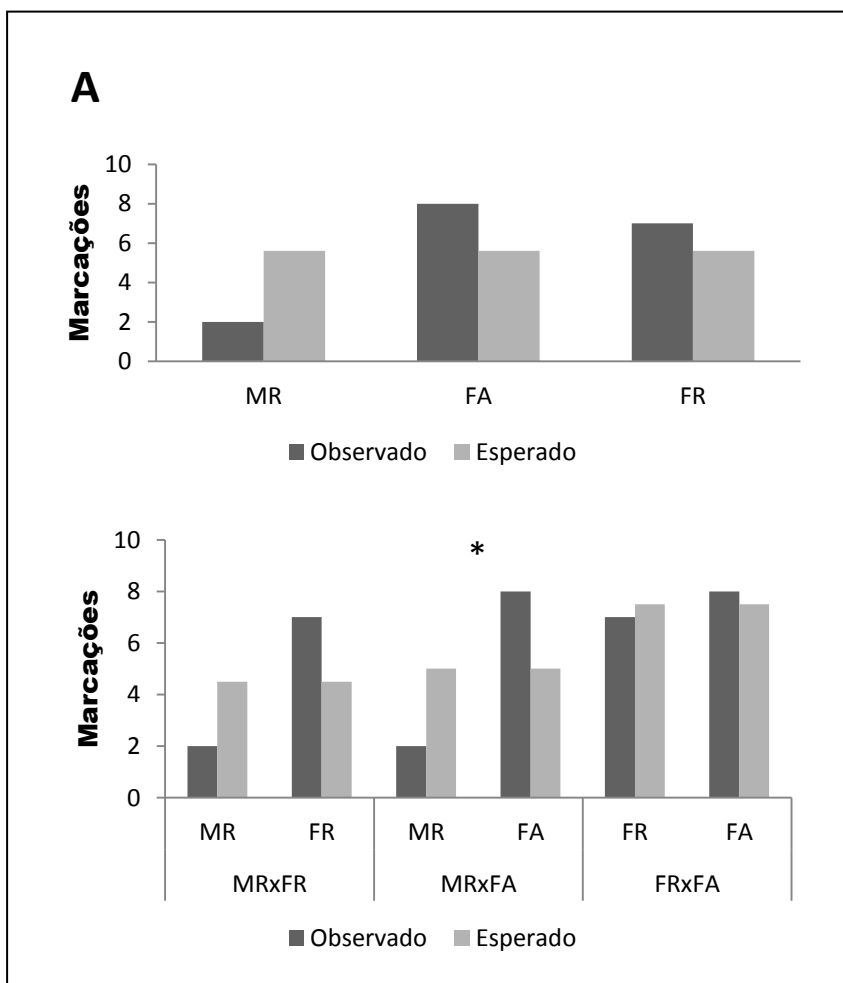 A
Marcações
10
8
6
4
2
0
MR FA FR
Observado Esperado
Marcações
10
8
6
4
2
0
*
MR FR MR FA FR FA
MRxFR MRxFA FRxFA
Observado Esperado